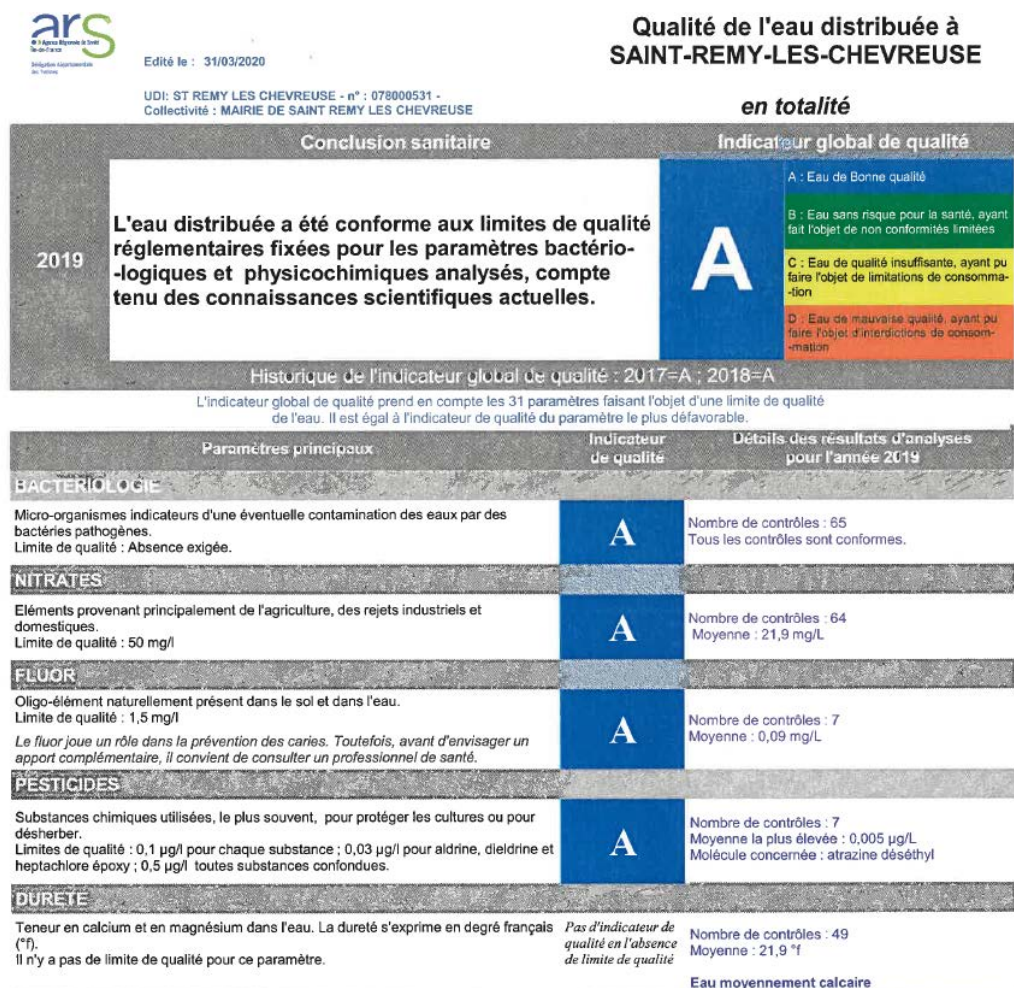 ars
Agence Régionale de Santé
Île-de-France
Délégation départementale
des Yvelines
Edité le : 31/03/2020
UDI: ST REMY LES CHEVREUSE - n° : 078000531 -
Collectivité : MAIRIE DE SAINT REMY LES CHEVREUSE
Qualité de l'eau distribuée à
SAINT-REMY-LES-CHEVREUSE
en totalité
Conclusion sanitaire
Indicateur global de qualité
2019
L'eau distribuée a été conforme aux limites de qualité
réglementaires fixées pour les paramètres bactério-
-logiques et physicochimiques analysés, compte
tenu des connaissances scientifiques actuelles.
A
A : Eau de Bonne qualité
B : Eau sans risque pour la santé, ayant
fait l'objet de non conformités limitées
C : Eau de qualité insuffisante, ayant pu
faire l'objet de limitations de consomma-
-tion
D : Eau de mauvaise qualité, ayant pu
faire l'objet d'interdictions de consom-
-mation
Historique de l'indicateur global de qualité : 2017=A ; 2018=A
L'indicateur global de qualité prend en compte les 31 paramètres faisant l'objet d'une limite de qualité
de l'eau. Il est égal à l'indicateur de qualité du paramètre le plus défavorable.
Paramètres principaux
Indicateur
de qualité
Détails des résultats d'analyses
pour l'année 2019
BACTERIOLOGIE
Micro-organismes indicateurs d'une éventuelle contamination des eaux par des
bactéries pathogènes.
Limite de qualité : Absence exigée.
A
Nombre de contrôles : 65
Tous les contrôles sont conformes.
NITRATES
Eléments provenant principalement de l'agriculture, des rejets industriels et
domestiques.
Limite de qualité : 50 mg/l
A
Nombre de contrôles : 64
Moyenne : 21,9 mg/L
FLUOR
Oligo-élément naturellement présent dans le sol et dans l'eau.
Limite de qualité : 1,5 mg/l
Le fluor joue un rôle dans la prévention des caries. Toutefois, avant d'envisager un
apport complémentaire, il convient de consulter un professionnel de santé.
A
Nombre de contrôles : 7
Moyenne : 0,09 mg/L
PESTICIDES
Substances chimiques utilisées, le plus souvent, pour protéger les cultures ou pour
désherber.
Limites de qualité : 0,1 µg/l pour chaque substance ; 0,03 µg/l pour aldrine, dieldrine et
heptachlore époxy ; 0,5 µg/l toutes substances confondues.
A
Nombre de contrôles : 7
Moyenne la plus élevée : 0,005 µg/L
Molécule concernée : atrazine déséthyl
DURETE
Teneur en calcium et en magnésium dans l'eau. La dureté s'exprime en degré français
(°f).
Il n'y a pas de limite de qualité pour ce paramètre.
Pas d'indicateur de
qualité en l'absence
de limite de qualité
Nombre de contrôles : 49
Moyenne : 21,9 °f
Eau moyennement calcaire